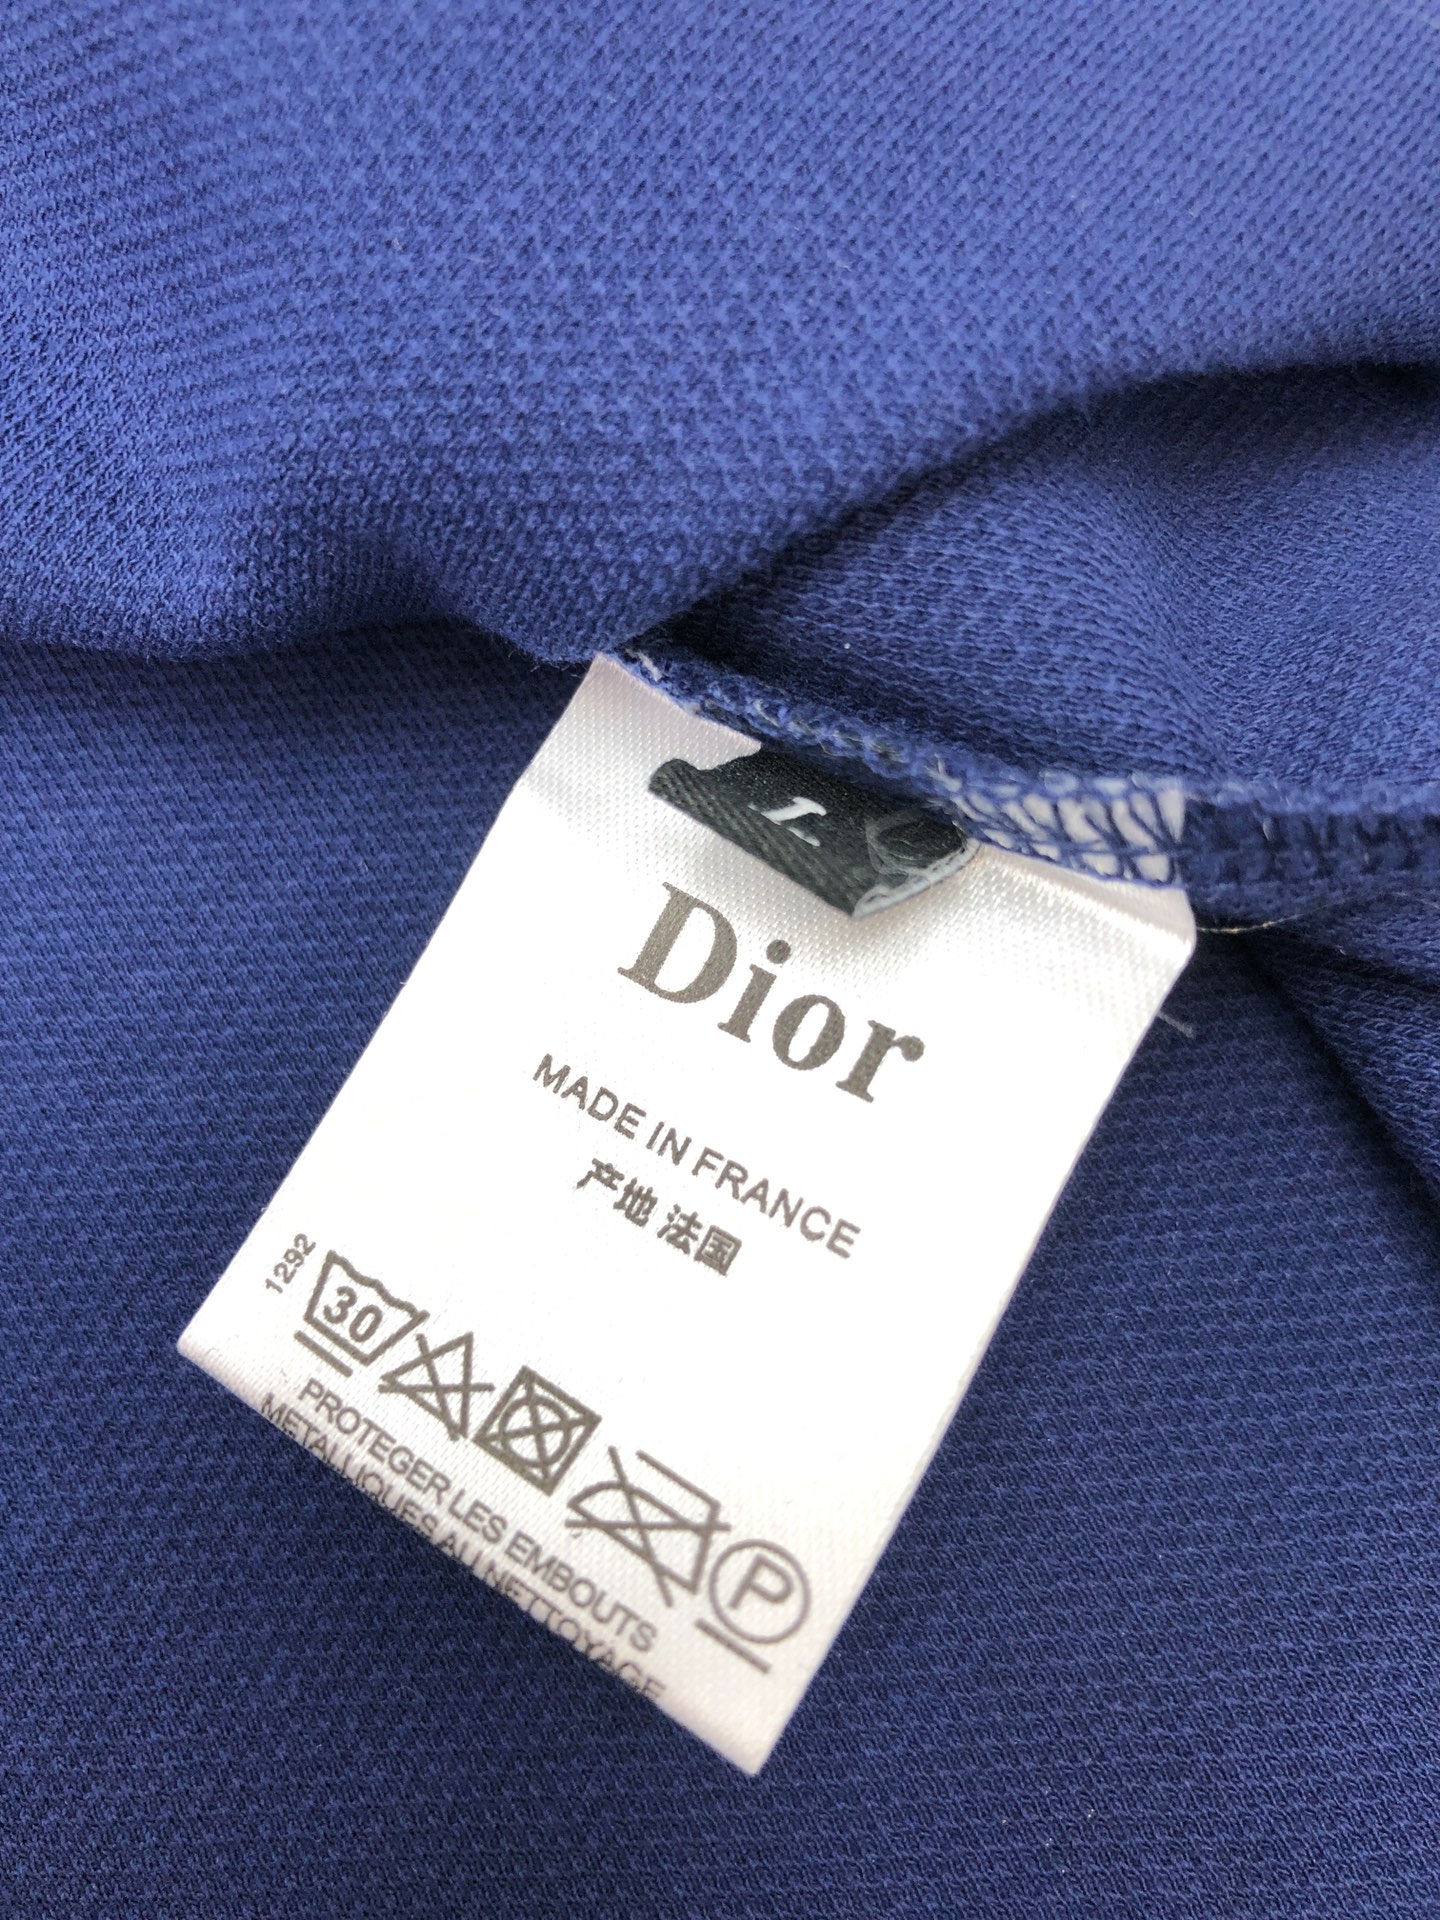 L
Dior
MADE IN FRANCE
产地 法国
1292
30
P
PROTEGER LES EMBOUTS
METALLIQUES AU NETTOYAGE